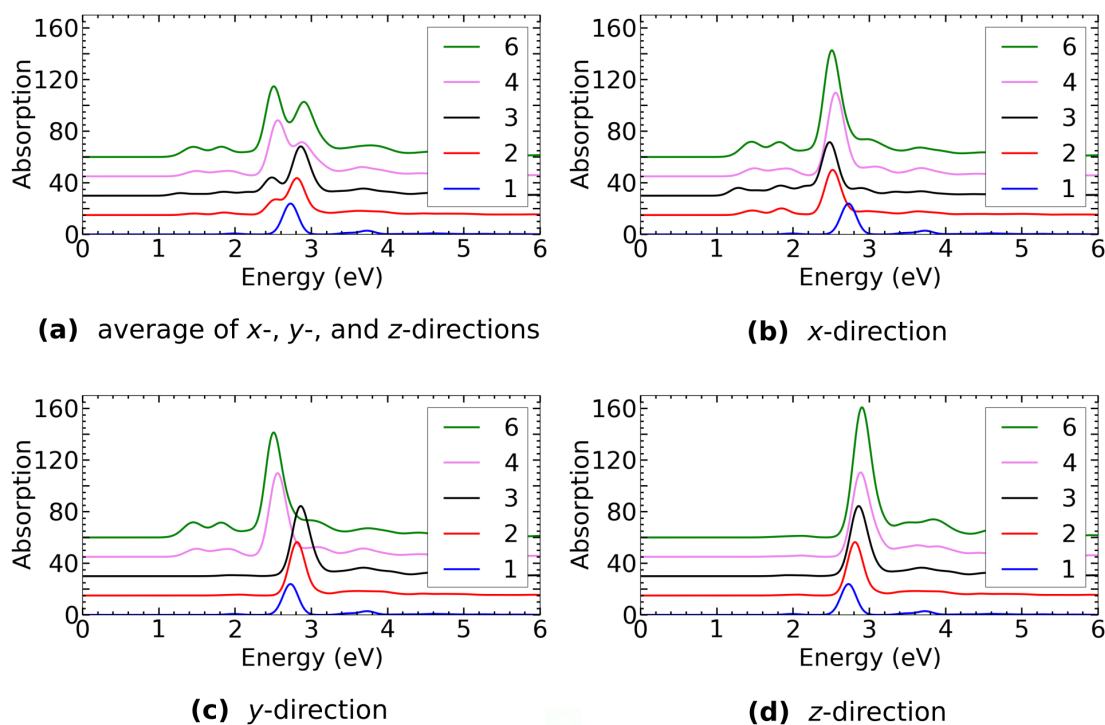 160
120
80
40
0
Absorption
6
4
3
2
1
0 1 2 3 4 5 6
Energy (eV)
(a) average of x-, y-, and z-directions
160
120
80
40
0
Absorption
6
4
3
2
1
0 1 2 3 4 5 6
Energy (eV)
(b) x-direction
160
120
80
40
0
Absorption
6
4
3
2
1
0 1 2 3 4 5 6
Energy (eV)
(c) y-direction
160
120
80
40
0
Absorption
6
4
3
2
1
0 1 2 3 4 5 6
Energy (eV)
(d) z-direction